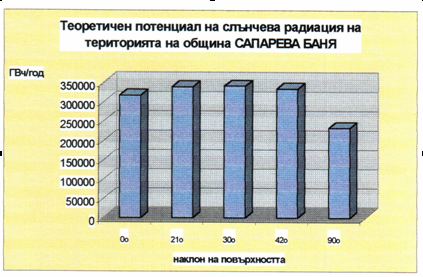 Теоретичен потенциал на слънчева радиация на
територията на община САПАРЕВА БАНЯ
ГВч/год
350000
300000
250000
200000
150000
100000
50000
0
0о 21о 30о 42о 90о
наклон на повърхността